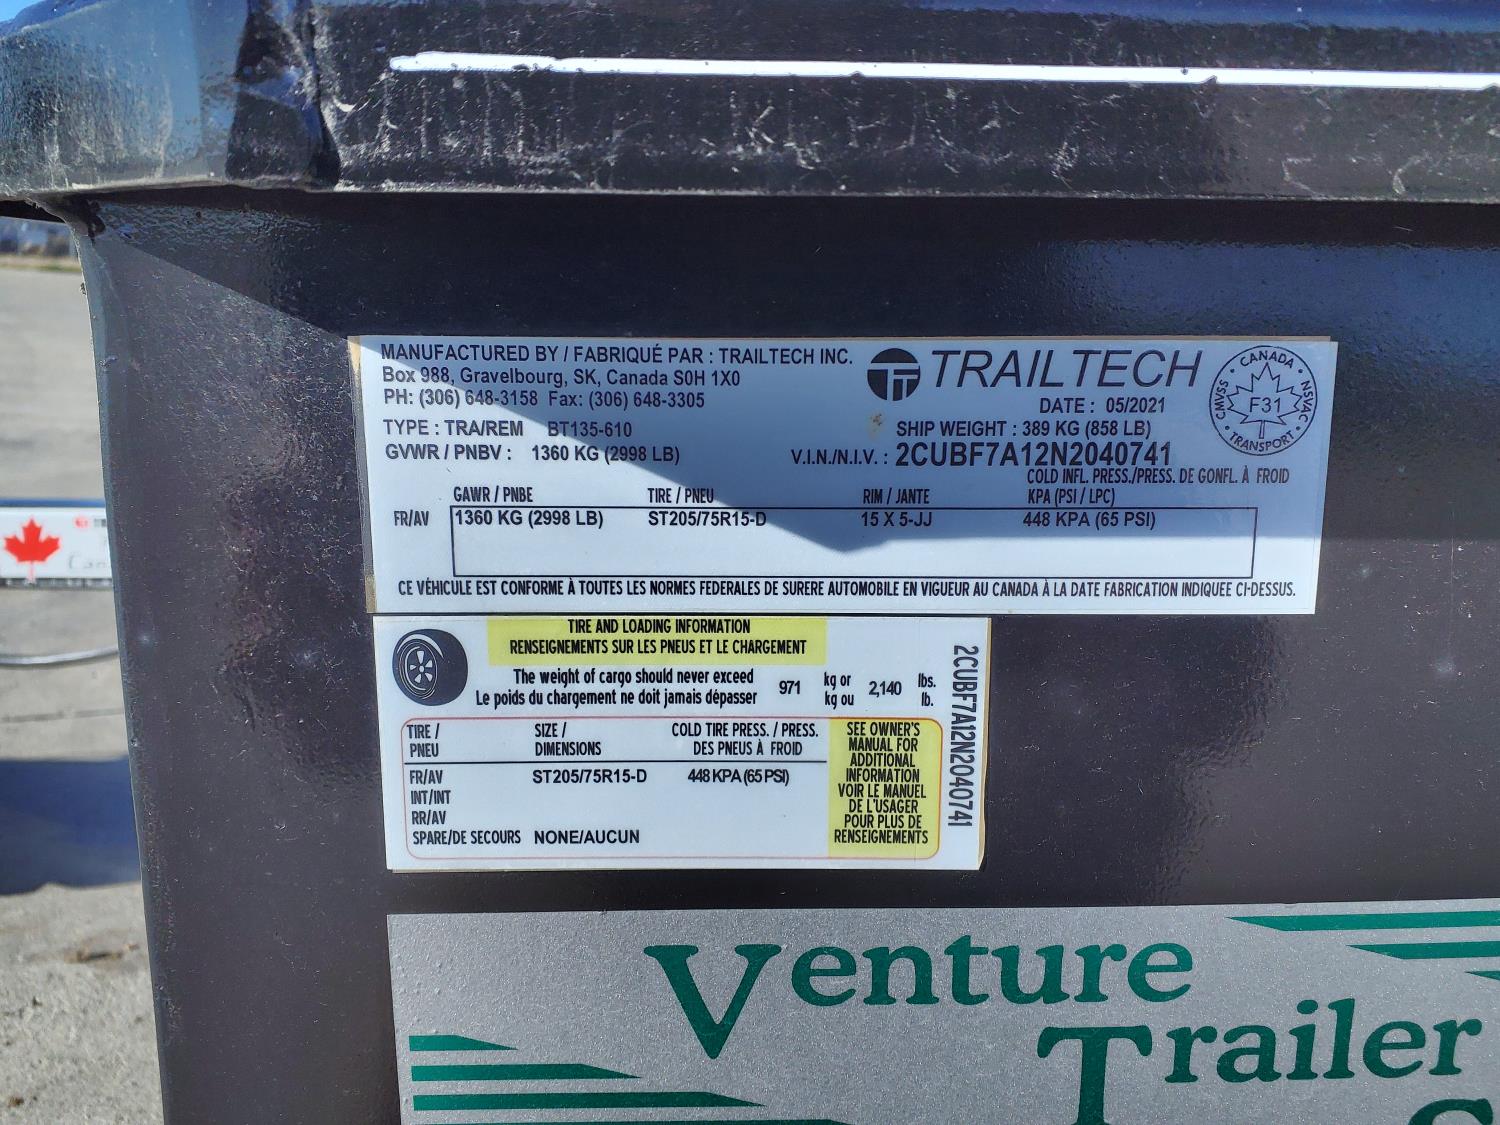 MANUFACTURED BY / FABRIQUÉ PAR : TRAILTECH INC.
Box 988, Gravelbourg, SK, Canada S0H 1X0
PH: (306) 648-3158 Fax: (306) 648-3305
TRAILTECH
DATE : 05/2021
CANADA
NSVAC
CMVSS
F31
TRANSPORT
TYPE : TRA/REM BT135-610
SHIP WEIGHT : 389 KG (858 LB)
GVWR / PNBV : 1360 KG (2998 LB)
V.I.N./N.I.V. : 2CUBF7A12N2040741
COLD INFL. PRESS./PRESS. DE GONFL. À FROID
GAWR / PNBE TIRE / PNEU RIM / JANTE KPA (PSI / LPC)
FR/AV 1360 KG (2998 LB) ST205/75R15-D 15 X 5-JJ 448 KPA (65 PSI)
CE VÉHICULE EST CONFORME À TOUTES LES NORMES FEDERALES DE SURERE AUTOMOBILE EN VIGUEUR AU CANADA À LA DATE FABRICATION INDIQUEE CI-DESSUS.
TIRE AND LOADING INFORMATION
RENSEIGNEMENTS SUR LES PNEUS ET LE CHARGEMENT
The weight of cargo should never exceed
Le poids du chargement ne doit jamais dépasser
971 kg or
kg ou
2,140 lbs.
lb.
TIRE /
PNEU
SIZE /
DIMENSIONS
COLD TIRE PRESS. / PRESS.
DES PNEUS À FROID
FR/AV ST205/75R15-D 448 KPA (65 PSI)
INT/INT
RR/AV
SPARE/DE SECOURS NONE/AUCUN
SEE OWNER'S
MANUAL FOR
ADDITIONAL
INFORMATION
VOIR LE MANUEL
DE L'USAGER
POUR PLUS DE
RENSEIGNEMENTS
2CUBF7A12N2040741
Venture
Trailer